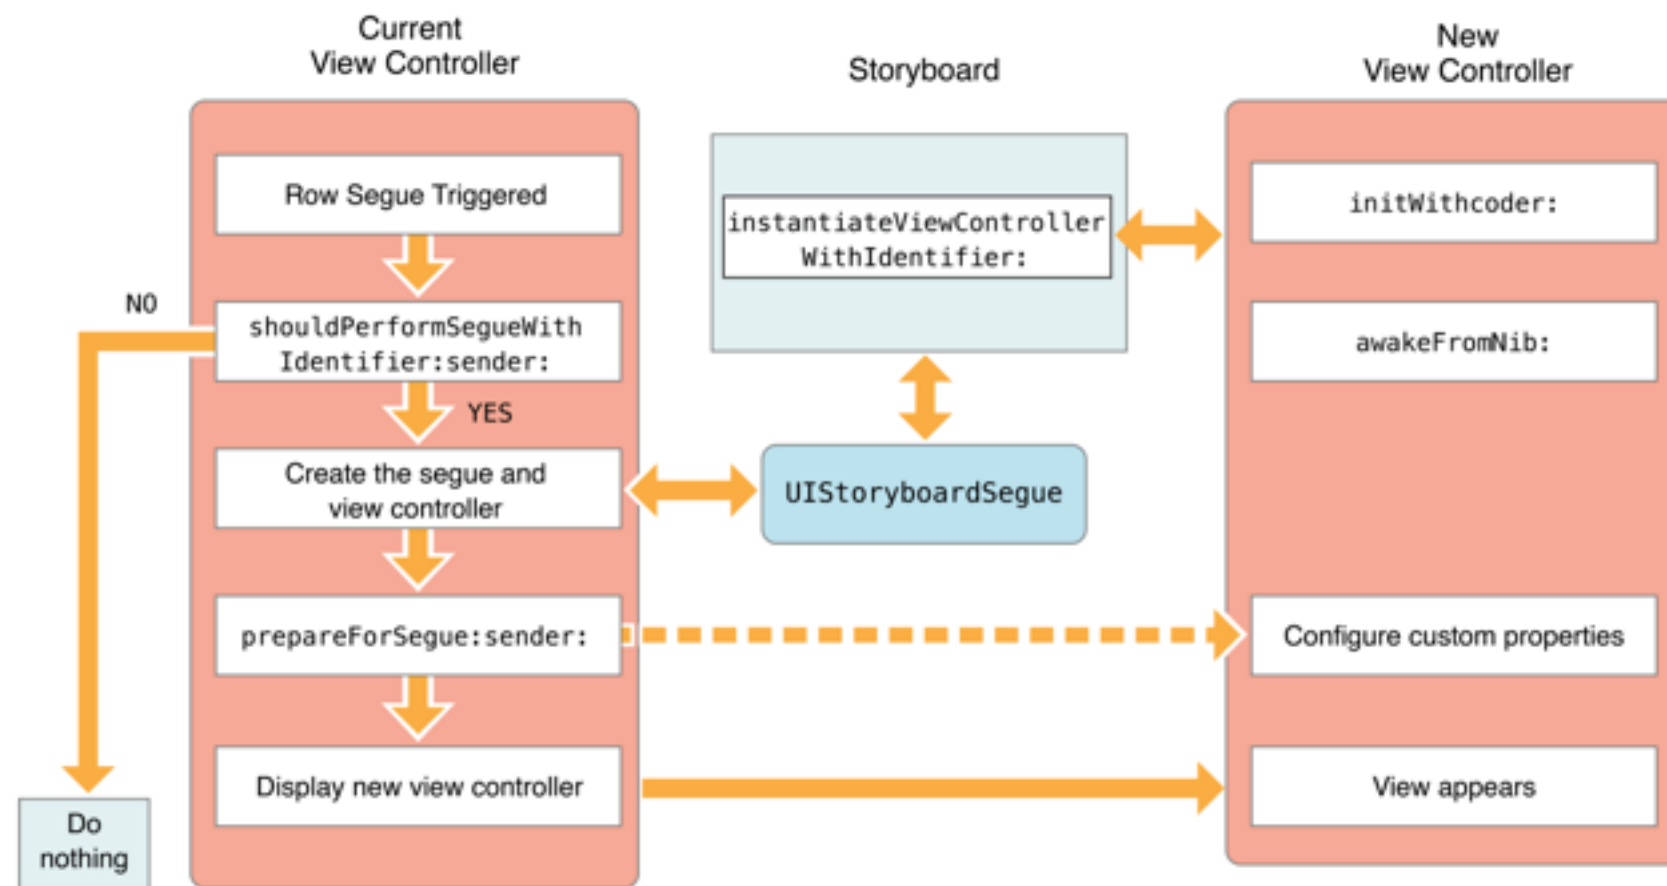 Current
View Controller
Row Segue Triggered
NO
shouldPerformSegueWith
Identifier:sender:
YES
Create the segue and
view controller
prepareForSegue:sender:
Display new view controller
Do
nothing
Storyboard
instantiateViewController
WithIdentifier:
UIStoryboardSegue
New
View Controller
initWithcoder:
awakeFromNib:
Configure custom properties
View appears